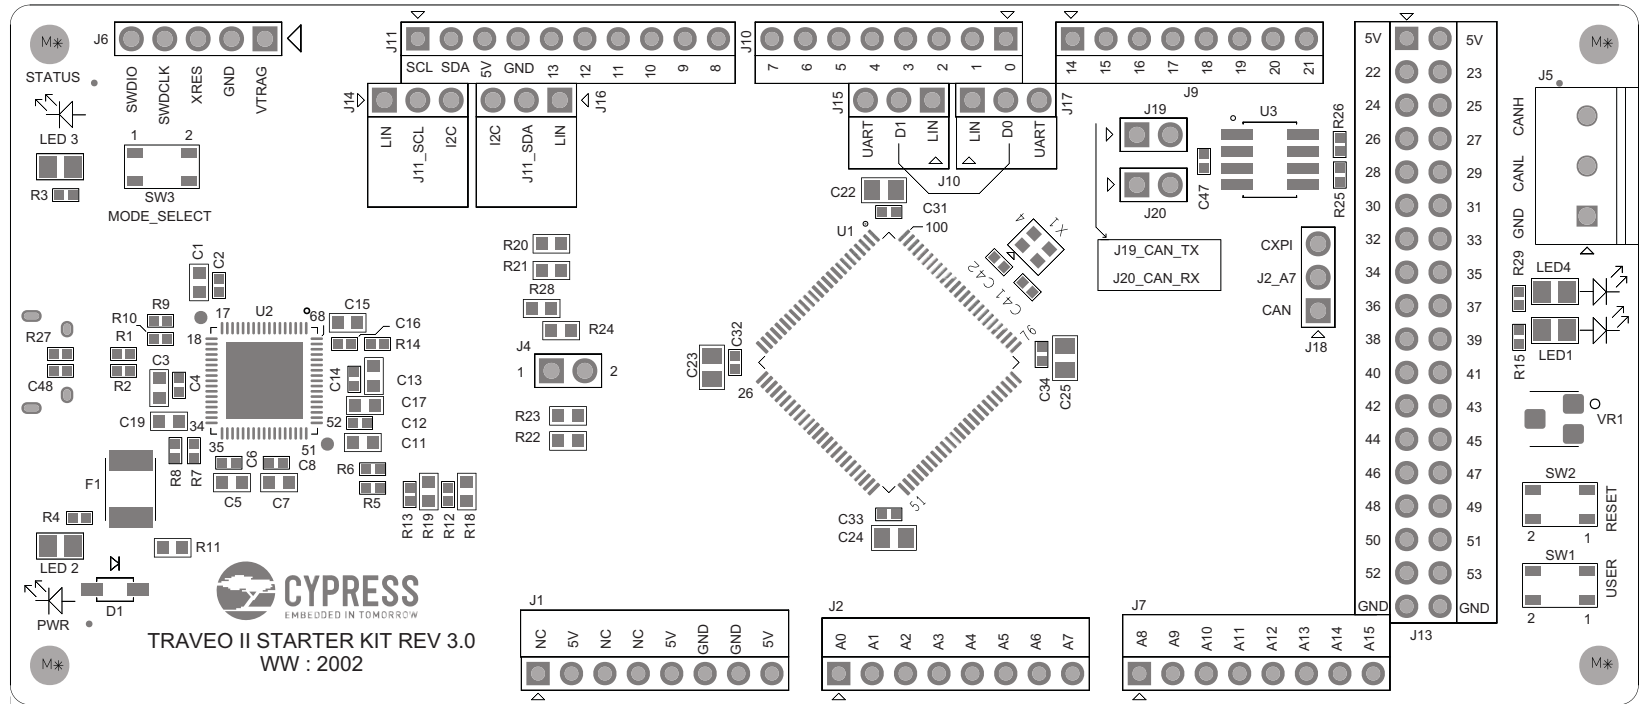 J6
M*
STATUS
SWDIO
SWDCLK
XRES
GND
VTRAG
LED 3
1 2
SW3
MODE_SELECT
R3
J11
SCL SDA 5V GND 13 12 11 10 9 8
J14
LIN
J11_SCL
I2C
J16
I2C
J11_SDA
LIN
J10
7 6 5 4 3 2 1 0
J15
UART
D1
LIN
J17
LIN
D0
UART
J10
14 15 16 17 18 19 20 21
J9
J19
J20
U3
C47
R26
R25
J19_CAN_TX
J20_CAN_RX
CXPI
J2_A7
CAN
J18
5V 5V
22 23
24 25
26 27
28 29
30 31
32 33
34 35
36 37
38 39
40 41
42 43
44 45
46 47
48 49
50 51
52 53
GND GND
J13
M*
J5
CANH
CANL
GND
R29
LED4
R15
LED1
VR1
SW2
RESET
2 1
SW1
USER
2 1
M*
C22
C31
U1
100
X1
4
C42
C41
76
C32
C23
26
C34
C25
51
C33
C24
R20
R21
R28
R24
J4
1 2
R23
R22
C1
C2
R9
17
U2
68
C15
R10
R1
18
C16
R14
R27
C48
R2
C3
C4
C14
C13
C17
C19
34
52
C12
C11
35
51
R8
R7
C6
C8
C5
C7
R6
R5
R13
R19
R12
R18
F1
R4
R11
LED 2
D1
PWR
M*
CYPRESS
EMBEDDED IN TOMORROW
TRAVEO II STARTER KIT REV 3.0
WW : 2002
J1
NC 5V NC NC 5V GND GND 5V
J2
A0 A1 A2 A3 A4 A5 A6 A7
J7
A8 A9 A10 A11 A12 A13 A14 A15